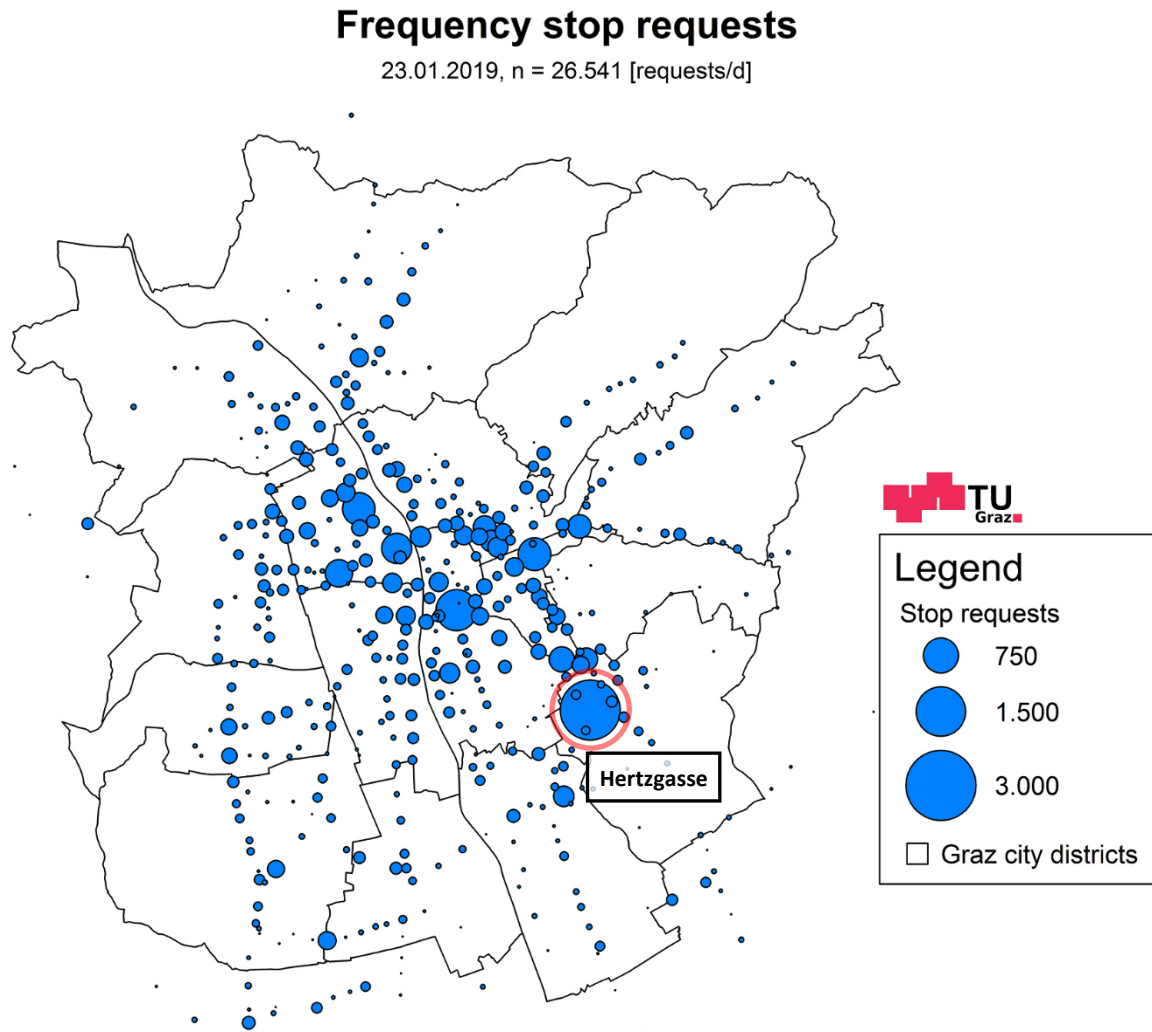 Frequency stop requests
23.01.2019, n = 26.541 [requests/d]
TU
Graz
Legend
Stop requests
750
1.500
3.000
Graz city districts
Hertzgasse